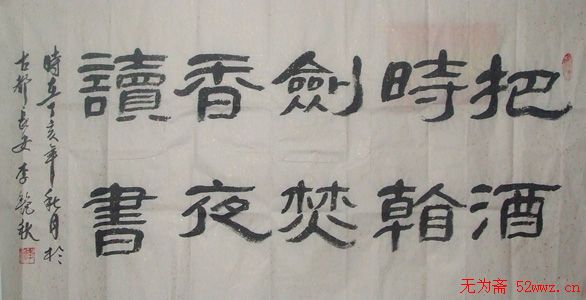 把酒
時看
劍焚
香夜
讀書
時在丁亥年秋月於
古都長安李秋
无为斋 52wwz.cn